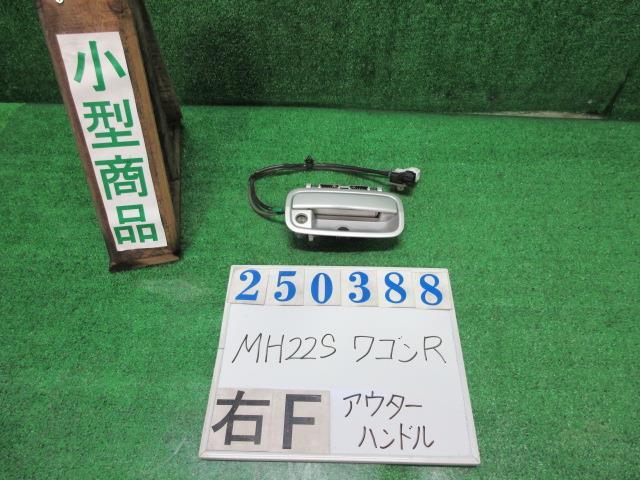 小型商品
250388
MH22S ワゴンR
右F
アウター
ハンドル